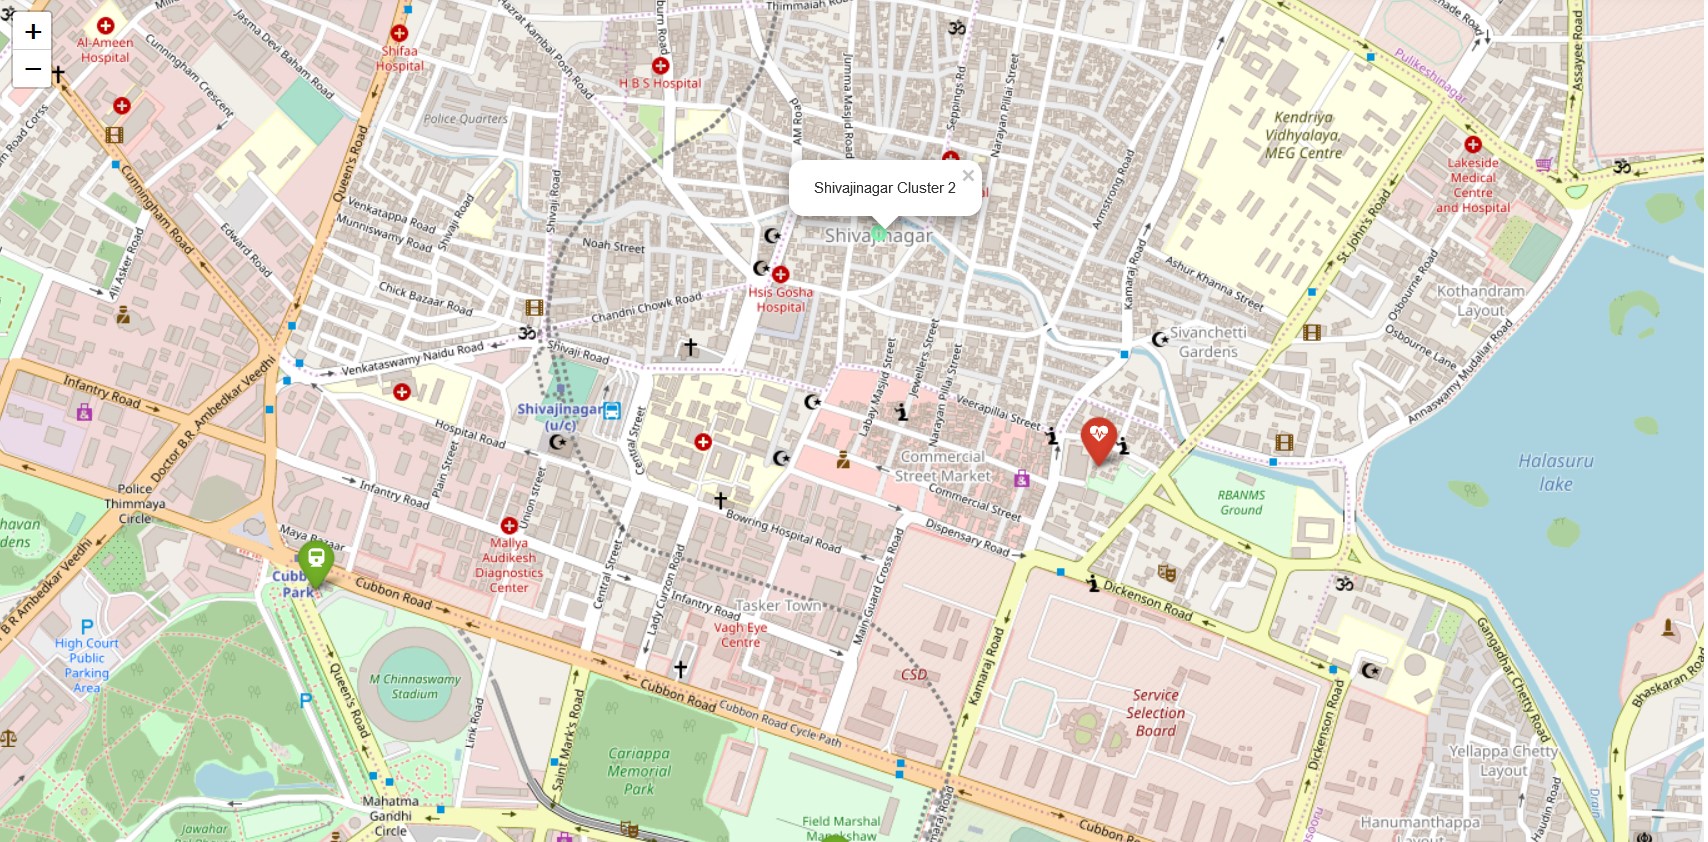 +
−
Al-Ameen
Hospital
Cunningham Crescent
Jasma Devi Baham Road
Shifaa
Hospital
Hazrat Kambal Posh Road
H B S Hospital
Thimmaiah Road
AM Road
Jumma Masjid Road
Seppings Rd
Narayan Pillai Street
Kendriya
Vidhyalaya,
MEG Centre
Pulikeshinagar
Assayee Road
Lakeside
Medical
Centre
and Hospital
Police Quarters
Queen's Road
Cunningham Road
Edward Road
Ali Asker Road
Venkatappa Road
Munniswamy Road
Shivaji Road
Shivaji Road
Noah Street
Shivajinagar Cluster 2
×
Shivajinagar
Armstrong Road
Kamaraj Road
Ashur Khanna Street
St. John's Road
Osbourne Road
Kothandram
Layout
Osbourne Lane
Annaswamy Mudaliar Road
Hsis Gosha
Hospital
Chandni Chowk Road
Chick Bazaar Road
Venkataswamy Naidu Road
Shivaji Road
Sivanchetti
Gardens
Infantry Road
Doctor B.R. Ambedkar Veedhi
Shivajinagar
(u/c)
Hospital Road
Central Street
Labay Masjid Street
Jewellers Street
Narayan Pillai Street
Veerapillai Street
Commercial
Street Market
Commercial Street
Halasuru
lake
RBANMS
Ground
Police
Thimmaya
Circle
Plain Street
Union street
Infantry Road
Maya Bazaar
Mallya
Audikesh
Diagnostics
Center
Bowring Hospital Road
Dispensary Road
Cubbon
Park
Cubbon Road
Central Street
Lady Curzon Road
Infantry Road
Tasker Town
Vagh Eye
Centre
Main Guard Cross Road
Dickenson Road
B R Ambedkar Veedhi
P
High Court
Public
Parking
Area
P
Queen's Road
M Chinnaswamy
Stadium
Link Road
Saint Mark's Road
Cubbon Road
Cubbon Road Cycle Path
CSD
Kamaraj Road
Service
Selection
Board
Dickenson Road
Gangadhar Chetty Road
Bhaskaran Road
Cariappa
Memorial
Park
Yellappa Chetty
Layout
Mahatma
Gandhi
Circle
Jawahar
Field Marshal
Manekshaw
Cubbon Road
Hanumanthappa
Layout
Haudin Road
Drain